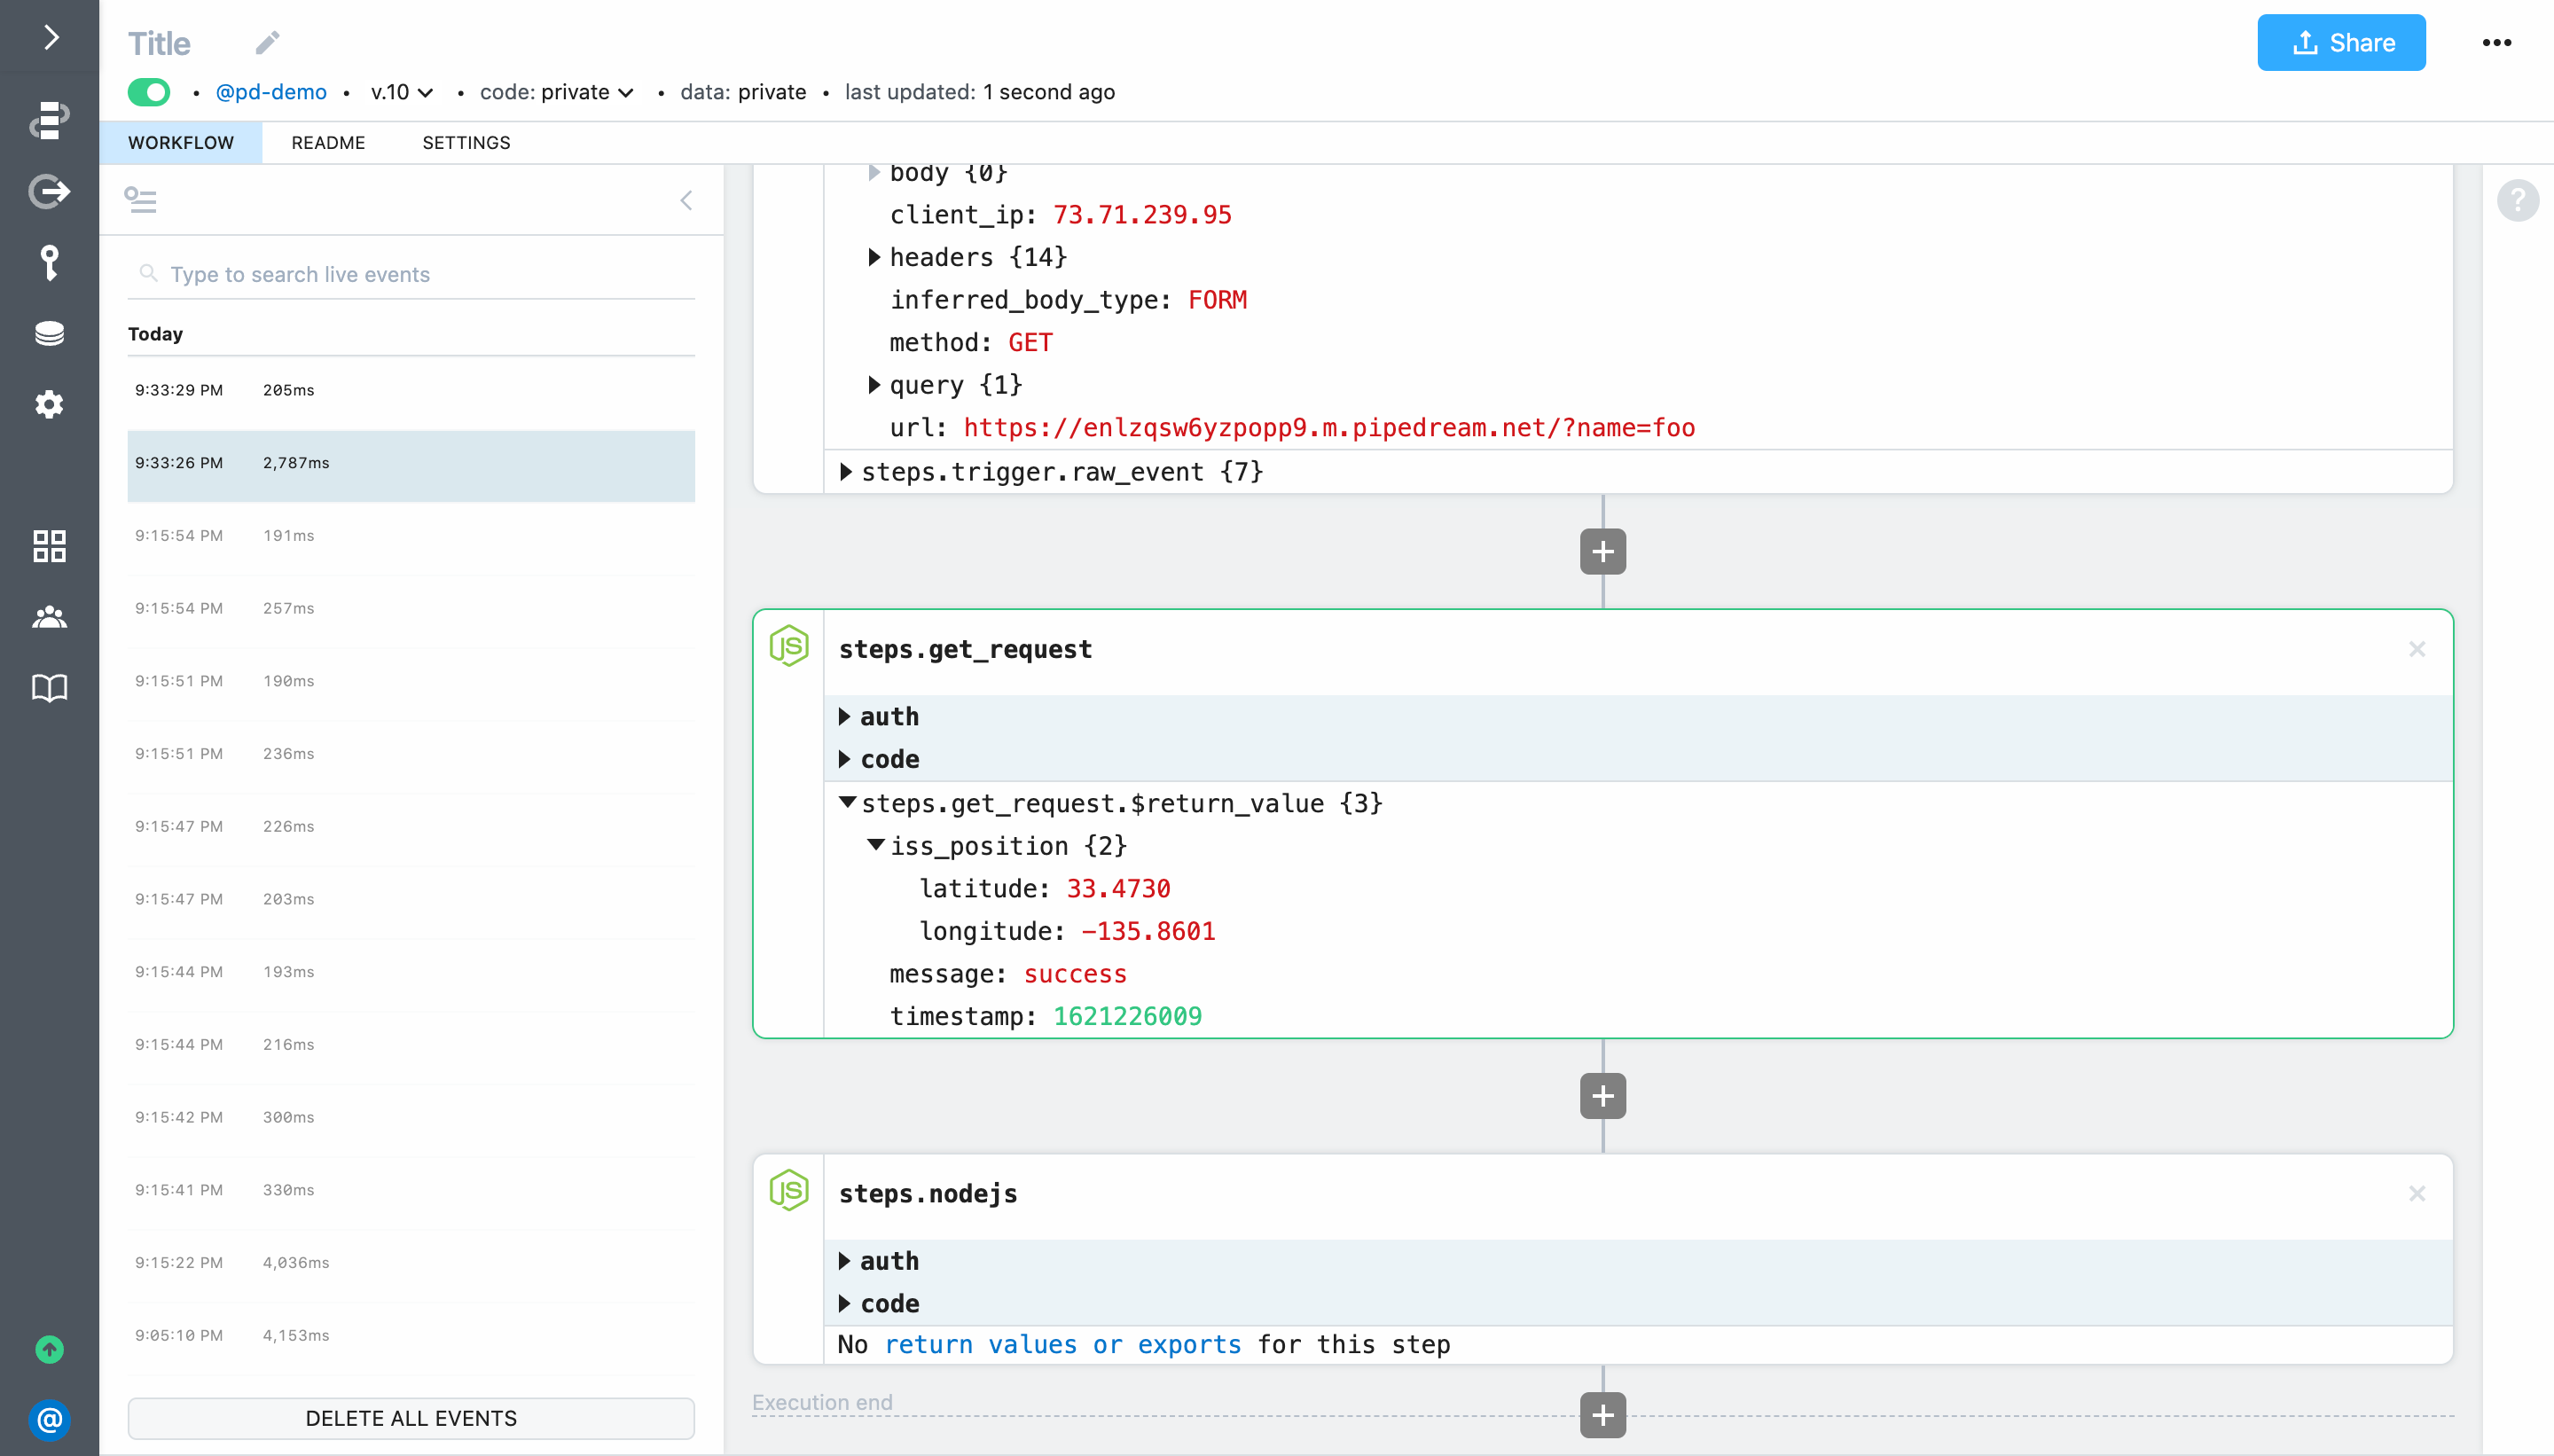 Title
Share
@pd-demo • v.10 • code: private • data: private • last updated: 1 second ago
WORKFLOW README SETTINGS
Type to search live events
Today
9:33:29 PM 205ms
9:33:26 PM 2,787ms
9:15:54 PM 191ms
9:15:54 PM 257ms
9:15:51 PM 190ms
9:15:51 PM 236ms
9:15:47 PM 226ms
9:15:47 PM 203ms
9:15:44 PM 193ms
9:15:44 PM 216ms
9:15:42 PM 300ms
9:15:41 PM 330ms
9:15:22 PM 4,036ms
9:05:10 PM 4,153ms
DELETE ALL EVENTS
body {0}
client_ip: 73.71.239.95
headers {14}
inferred_body_type: FORM
method: GET
query {1}
url: https://enlzqsw6yzpopp9.m.pipedream.net/?name=foo
steps.trigger.raw_event {7}
JS
steps.get_request
auth
code
steps.get_request.$return_value {3}
iss_position {2}
latitude: 33.4730
longitude: -135.8601
message: success
timestamp: 1621226009
JS
steps.nodejs
auth
code
No return values or exports for this step
Execution end
?
@